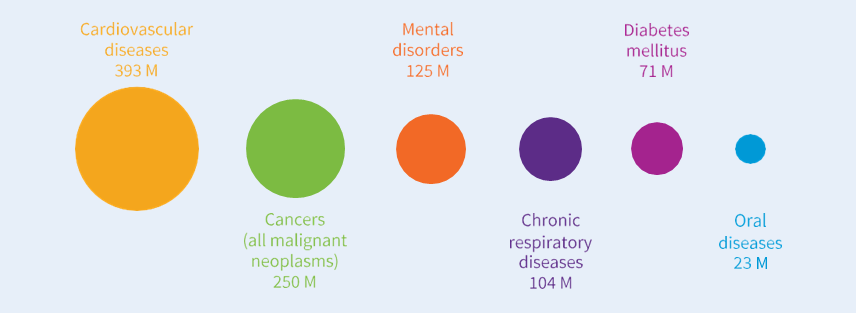 Cardiovascular
diseases
393 M
Cancers
(all malignant
neoplasms)
250 M
Mental
disorders
125 M
Chronic
respiratory
diseases
104 M
Diabetes
mellitus
71 M
Oral
diseases
23 M